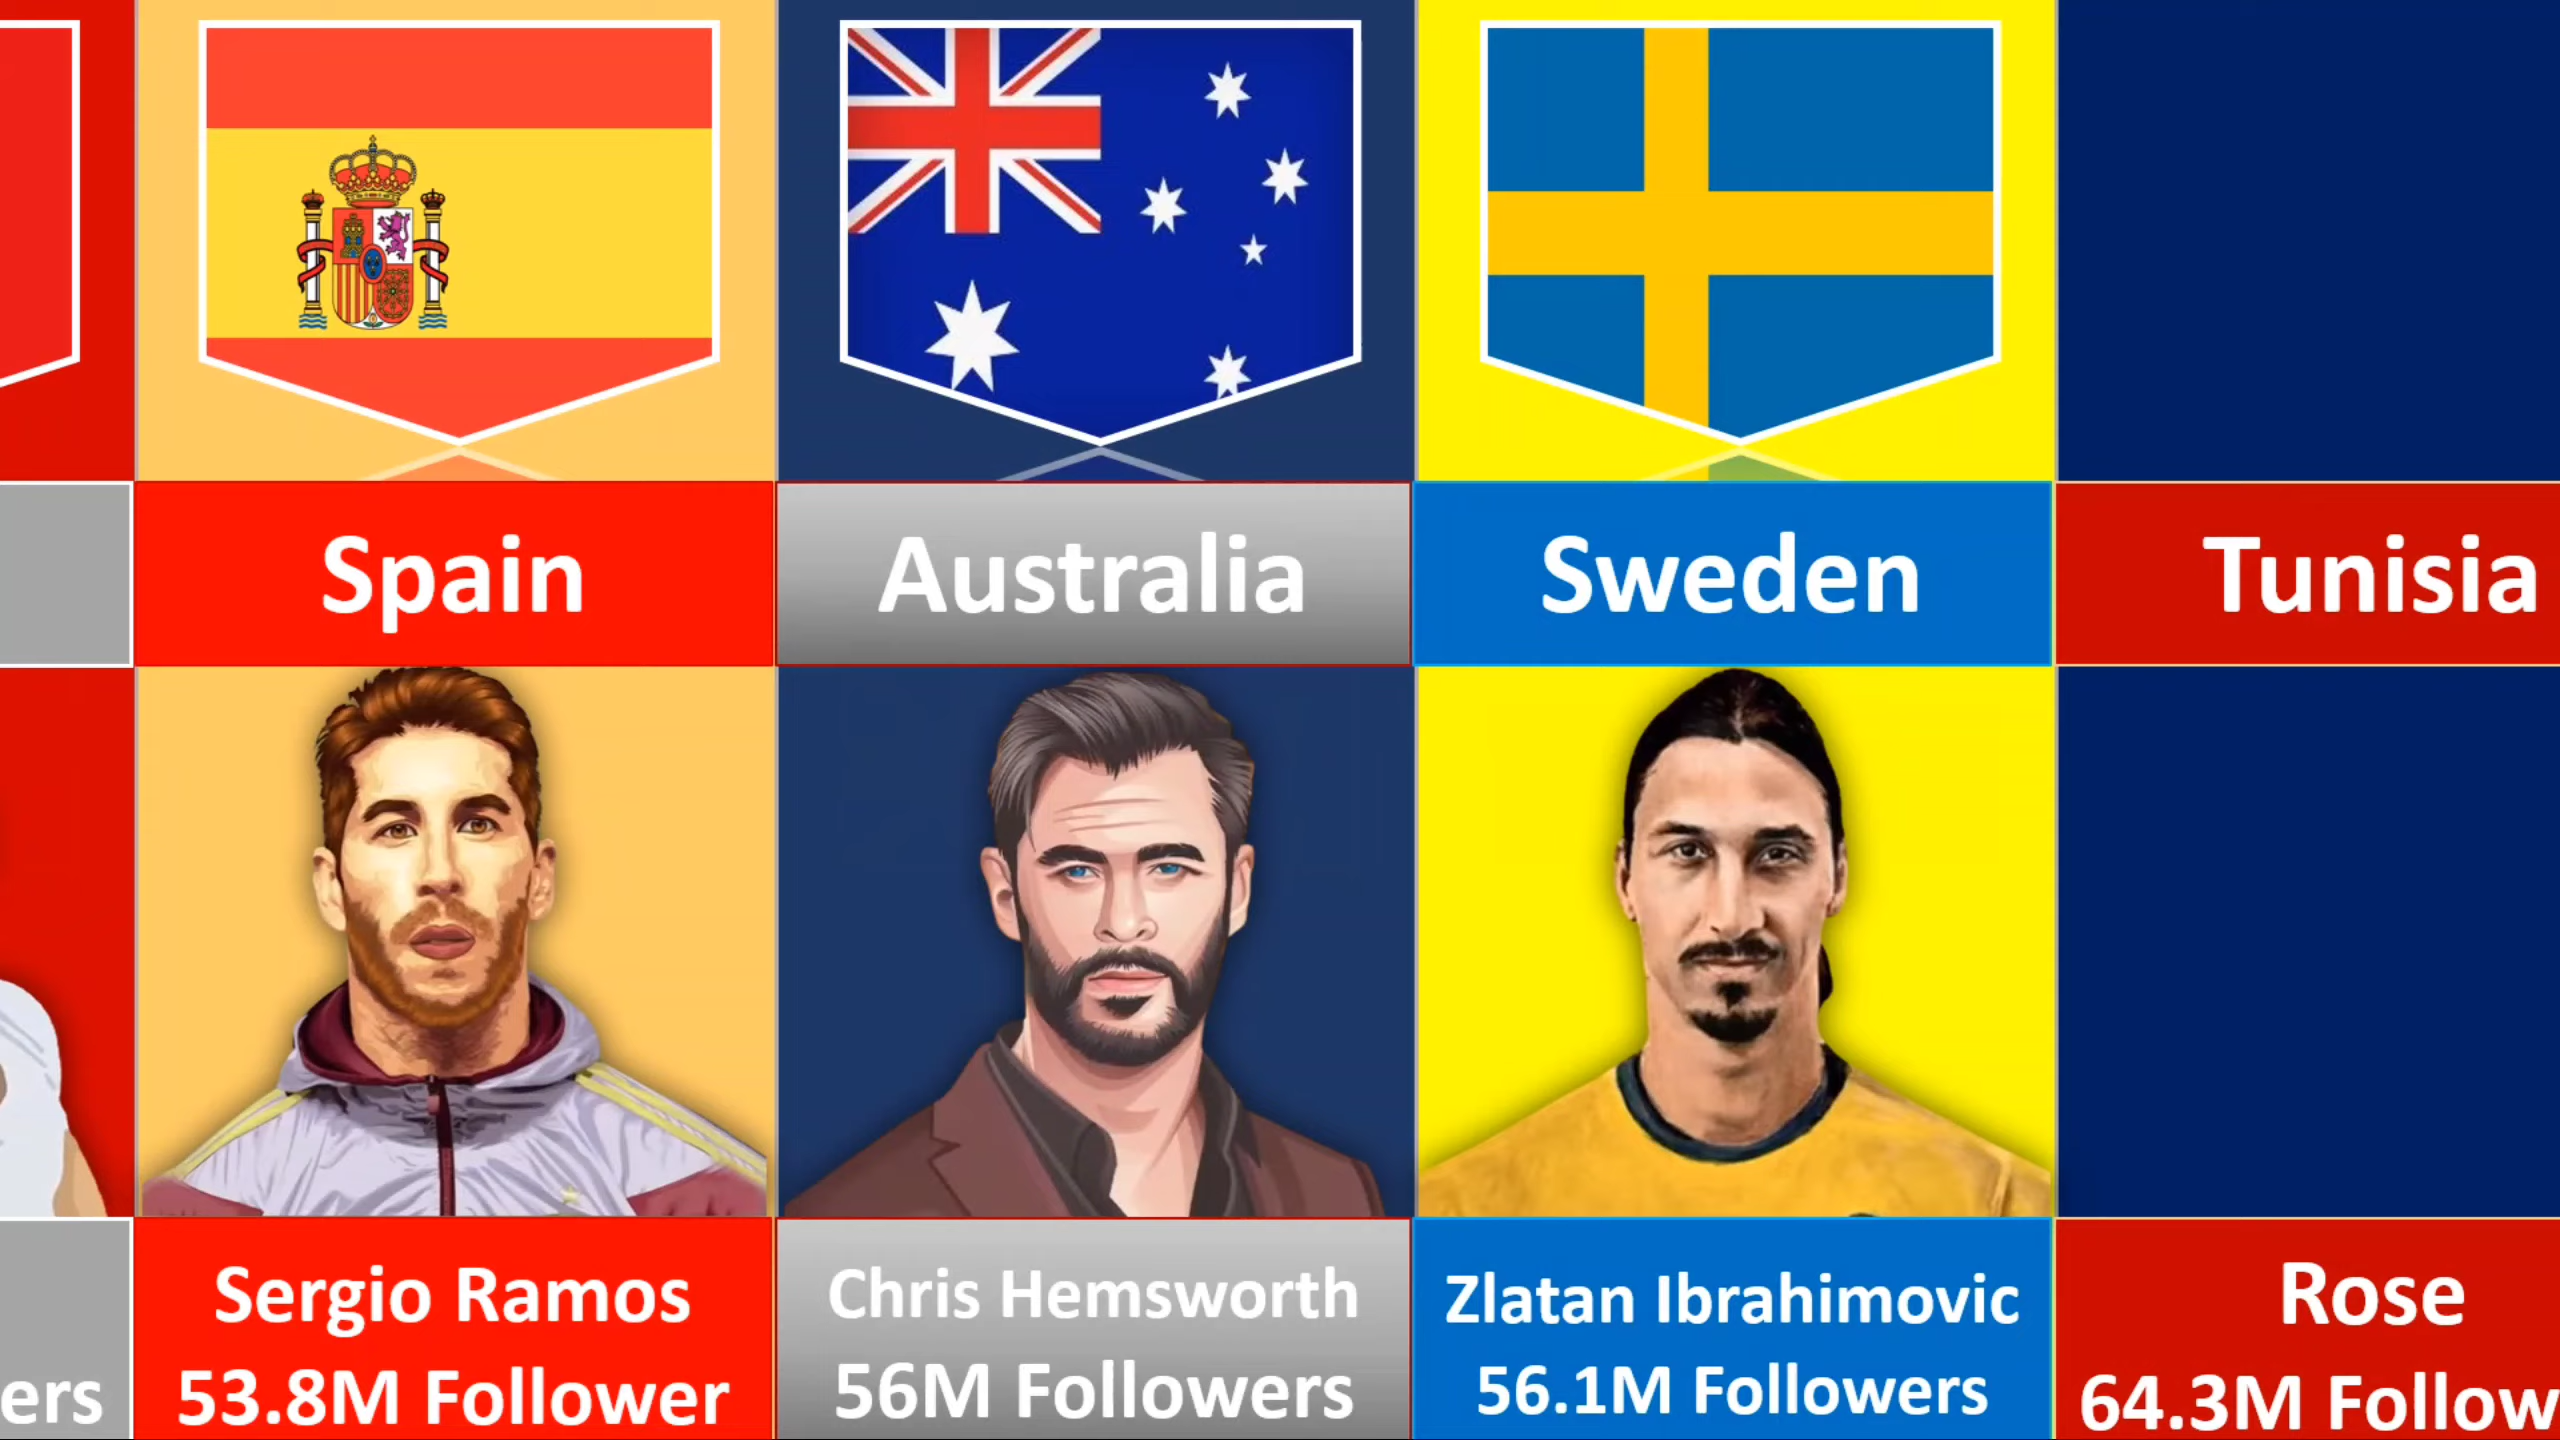 Spain
Australia
Sweden
Tunisia
Sergio Ramos
53.8M Follower
Chris Hemsworth
56M Followers
Zlatan Ibrahimovic
56.1M Followers
Rose
64.3M Follow
ers